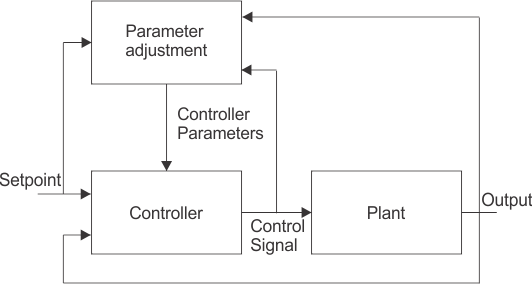 Parameter
adjustment
Controller
Parameters
Setpoint
Controller
Control
Signal
Plant
Output